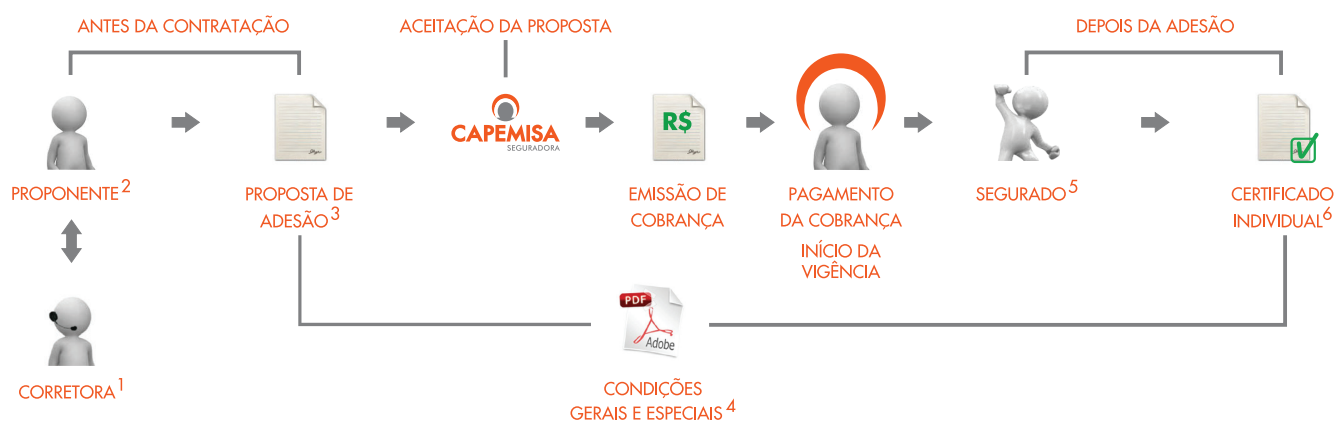 ANTES DA CONTRATAÇÃO
ACEITAÇÃO DA PROPOSTA
DEPOIS DA ADESÃO
CAPEMISA
SEGURADORA
R$
PROPONENTE 2
PROPOSTA DE
ADESÃO 3
EMISSÃO DE
COBRANÇA
PAGAMENTO
DA COBRANÇA
INÍCIO DA
VIGÊNCIA
SEGURADO 5
CERTIFICADO
INDIVIDUAL 6
CORRETORA 1
PDF
Adobe
CONDIÇÕES
GERAIS E ESPECIAIS 4